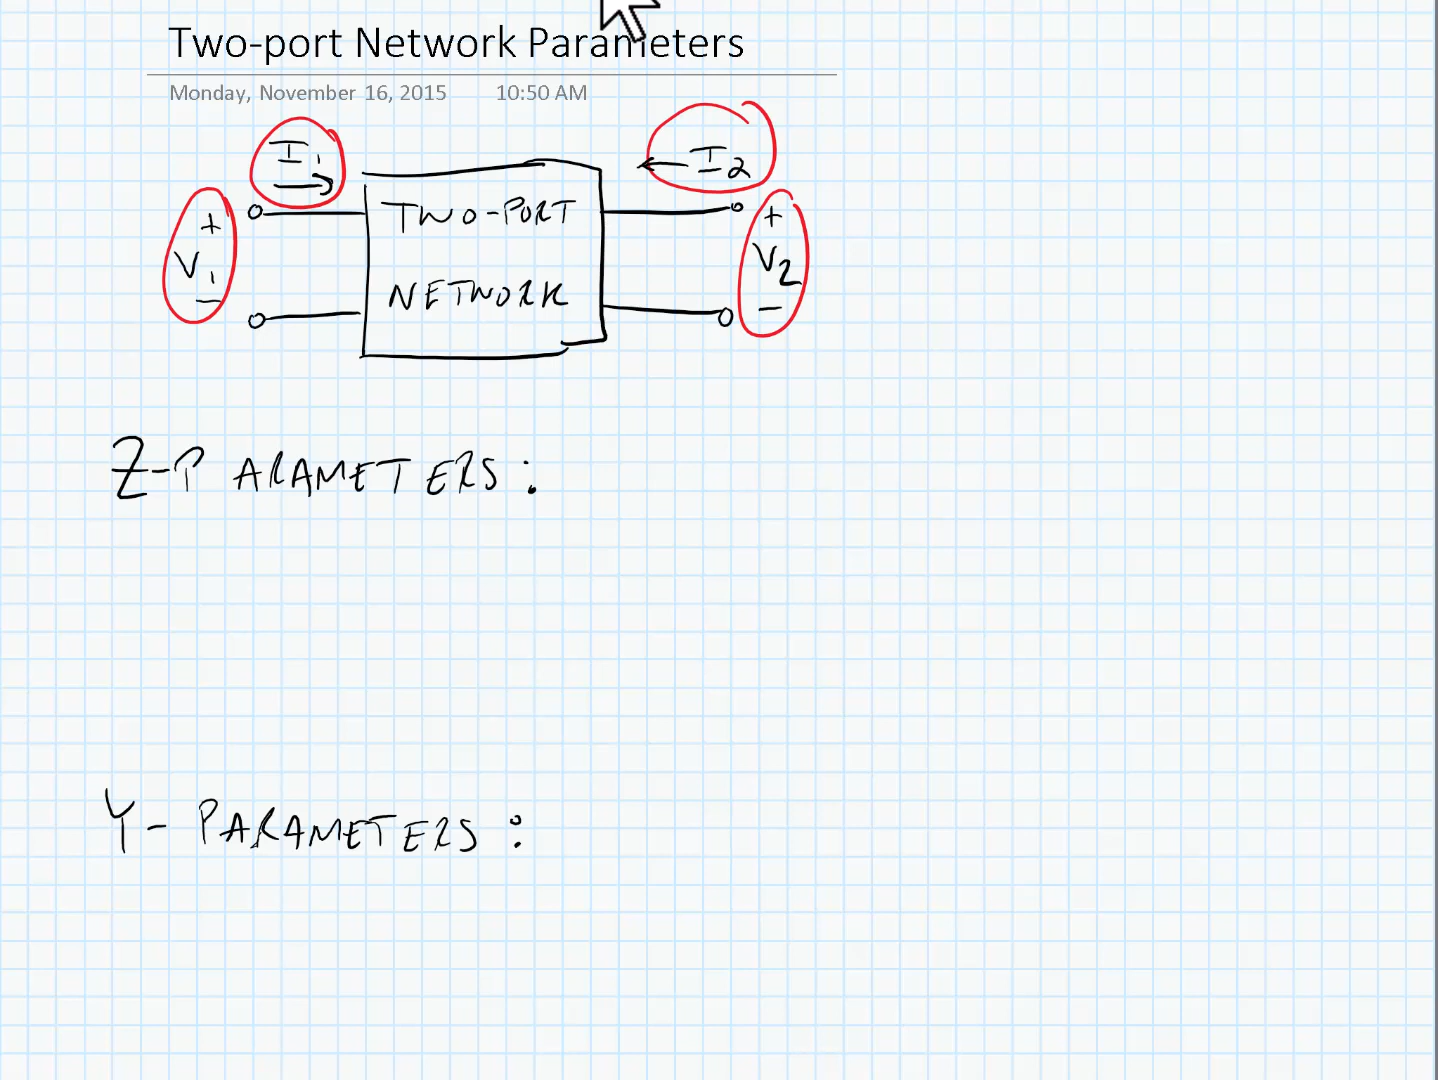 Two-port Network Parameters
Monday, November 16, 2015 10:50 AM
I1 I2
+ TWO-PORT +
V1 V2
- NETWORK -
Z-PARAMETERS:
Y-PARAMETERS: